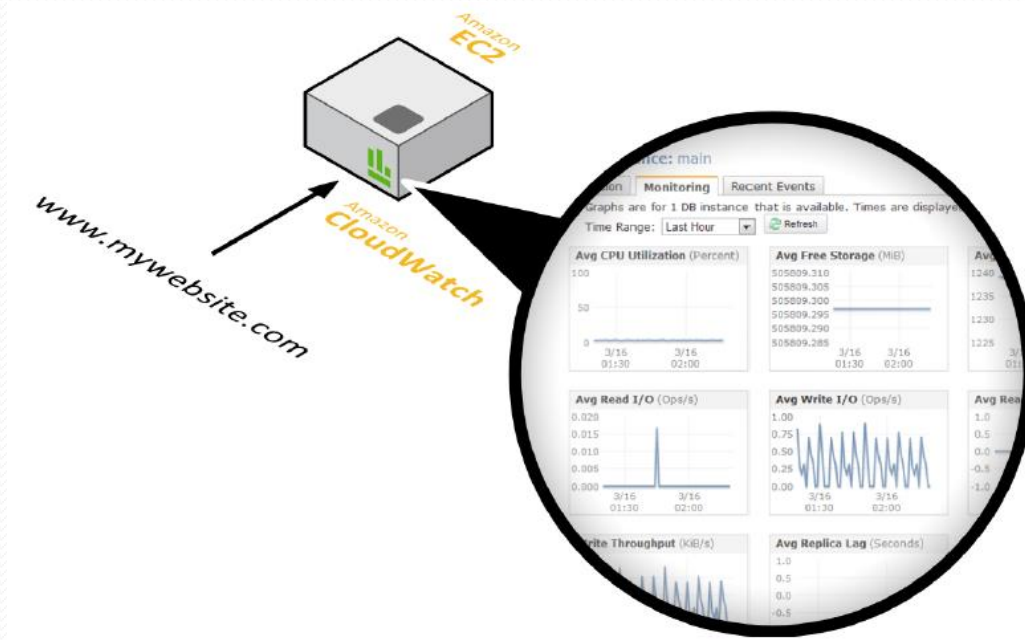 Amazon
EC2
Amazon
CloudWatch
www.mywebsite.com
main
Monitoring Recent Events
Graphs are for 1 DB instance that is available. Times are
Time Range: Last Hour Refresh
Avg CPU Utilization (Percent)
100
50
0
3/16 3/16
01:30 02:00
Avg Free Storage (MiB)
505809.310
505809.305
505809.300
505809.295
505809.290
505809.285
3/16 3/16
01:30 02:00
1240
1235
1230
1225
Avg Read I/O (Ops/s)
0.020
0.015
0.010
0.005
0.000
3/16 3/16
01:30 02:00
Avg Write I/O (Ops/s)
1.00
0.75
0.50
0.25
0.00
3/16 3/16
01:30 02:00
Avg
1.0
0.5
0.0
-0.5
-1.0
Throughput (KiB/s)
Avg Replica Lag (Seconds)
1.0
0.5
0.0
-0.5